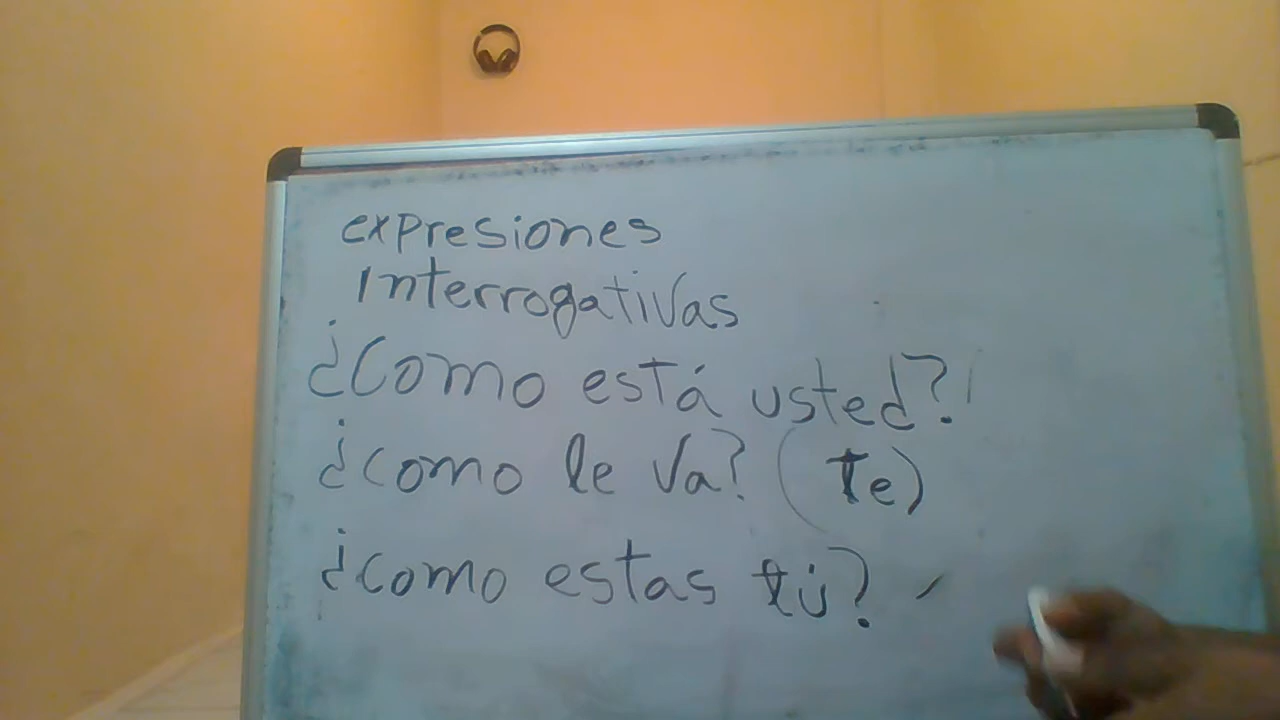 expresiones
Interrogativas
¿Como está usted?
¿como le va? (te)
¿como estas tú?